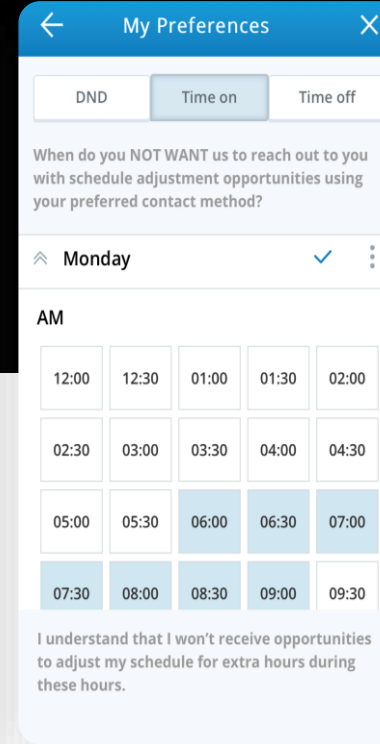 My Preferences
DND Time on Time off
When do you NOT WANT us to reach out to you
with schedule adjustment opportunities using
your preferred contact method?
Monday
AM
12:00 12:30 01:00 01:30 02:00
02:30 03:00 03:30 04:00 04:30
05:00 05:30 06:00 06:30 07:00
07:30 08:00 08:30 09:00 09:30
I understand that I won't receive opportunities
to adjust my schedule for extra hours during
these hours.